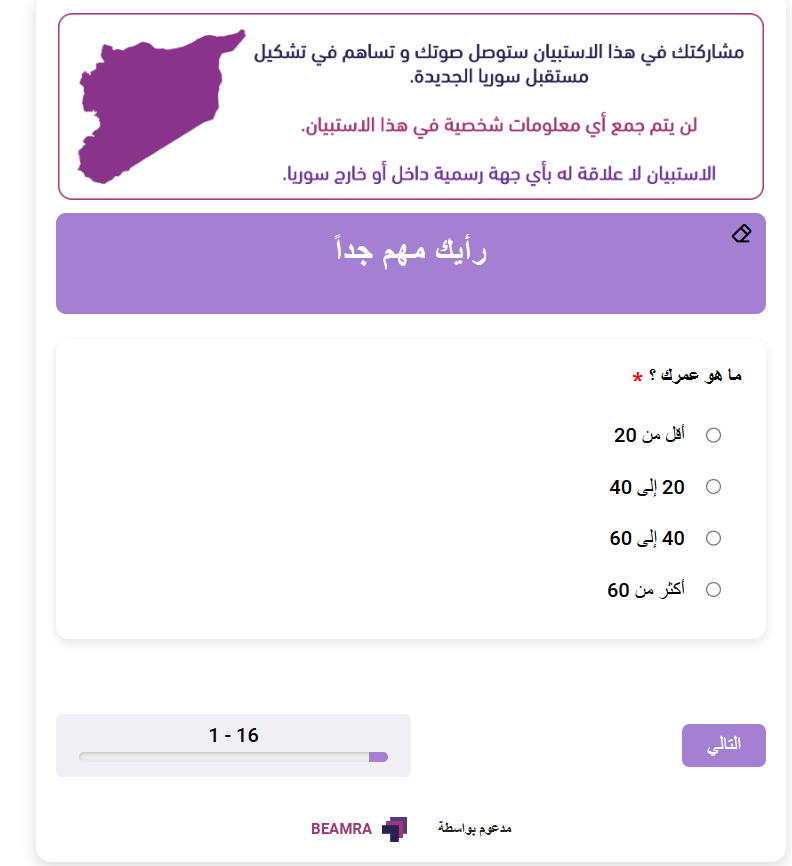 مشاركتك في هذا الاستبيان ستوصل صوتك و تساهم في تشكيل
مستقبل سوريا الجديدة.
لن يتم جمع أي معلومات شخصية في هذا الاستبيان.
الاستبيان لا علاقة له بأي جهة رسمية داخل أو خارج سوريا.
رأيك مهم جداً
ما هو عمرك ؟ *
أقل من 20
20 إلى 40
40 إلى 60
أكثر من 60
التالي
1 - 16
مدعوم بواسطة BEAMRA